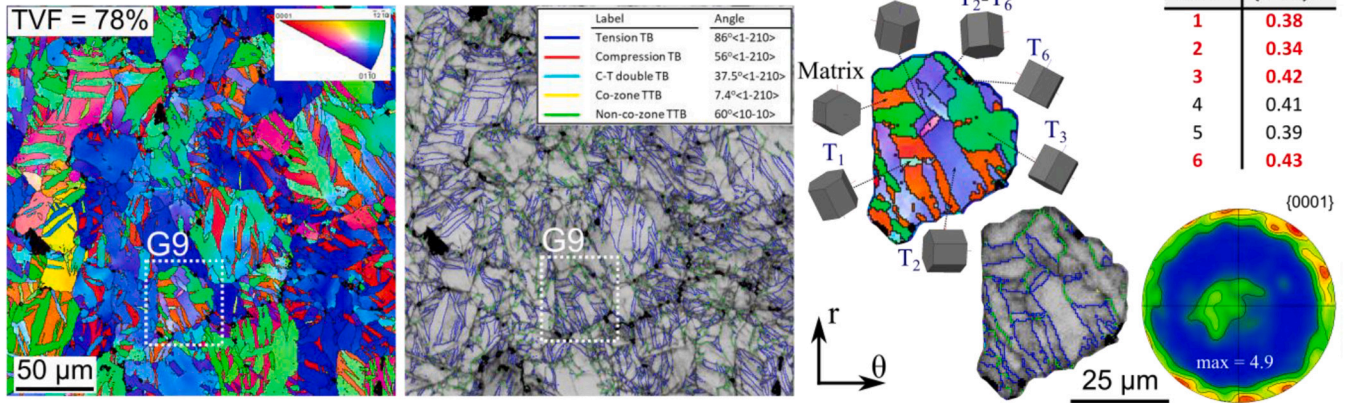 TVF = 78%
0001
G9
50 μm
Label Angle
Tension TB 86°<1-210>
Compression TB 56°<1-210>
C-T double TB 37.5°<1-210>
Co-zone TTB 7.4°<1-210>
Non-co-zone TTB 60°<10-10>
G9
T2-T6
T6
Matrix
T3
T1
T2
r
θ
25 μm
1 0.38
2 0.34
3 0.42
4 0.41
5 0.39
6 0.43
{0001}
max = 4.9